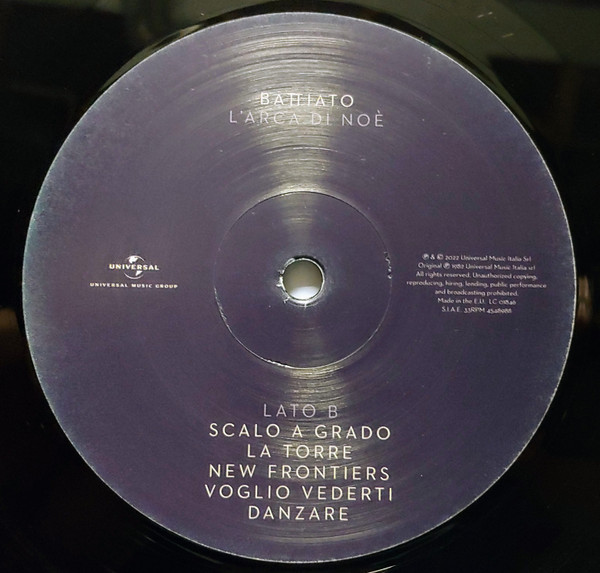 BATTIATO
L'ARCA DI NOÈ
UNIVERSAL
UNIVERSAL MUSIC GROUP
℗ & © 2022 Universal Music Italia Srl
Original ℗ 1982 Universal Music Italia srl
All rights reserved. Unauthorized copying,
reproducing, hiring, lending, public performance
and broadcasting prohibited.
Made in the E.U. LC 01846
S.I.A.E. 33RPM
LATO B
SCALO A GRADO
LA TORRE
NEW FRONTIERS
VOGLIO VEDERTI
DANZARE